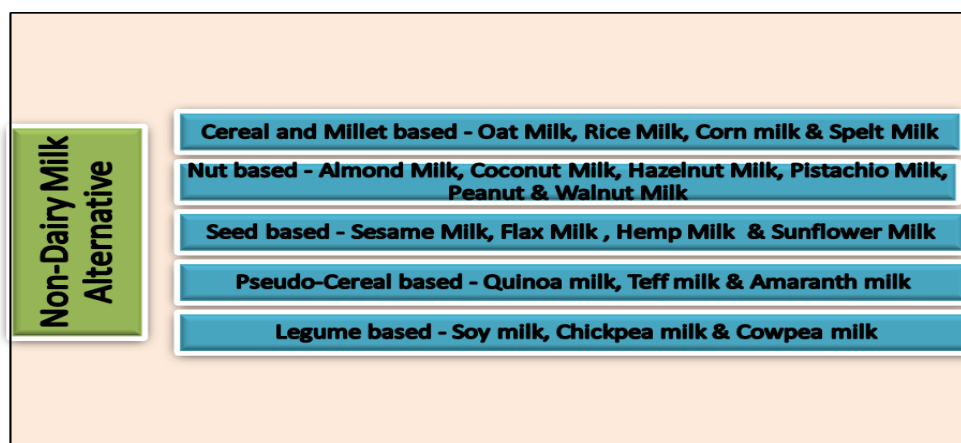 Non-Dairy Milk
Alternative
Cereal and Millet based - Oat Milk, Rice Milk, Corn milk & Spelt Milk
Nut based - Almond Milk, Coconut Milk, Hazelnut Milk, Pistachio Milk,
Peanut & Walnut Milk
Seed based - Sesame Milk, Flax Milk , Hemp Milk & Sunflower Milk
Pseudo-Cereal based - Quinoa milk, Teff milk & Amaranth milk
Legume based - Soy milk, Chickpea milk & Cowpea milk